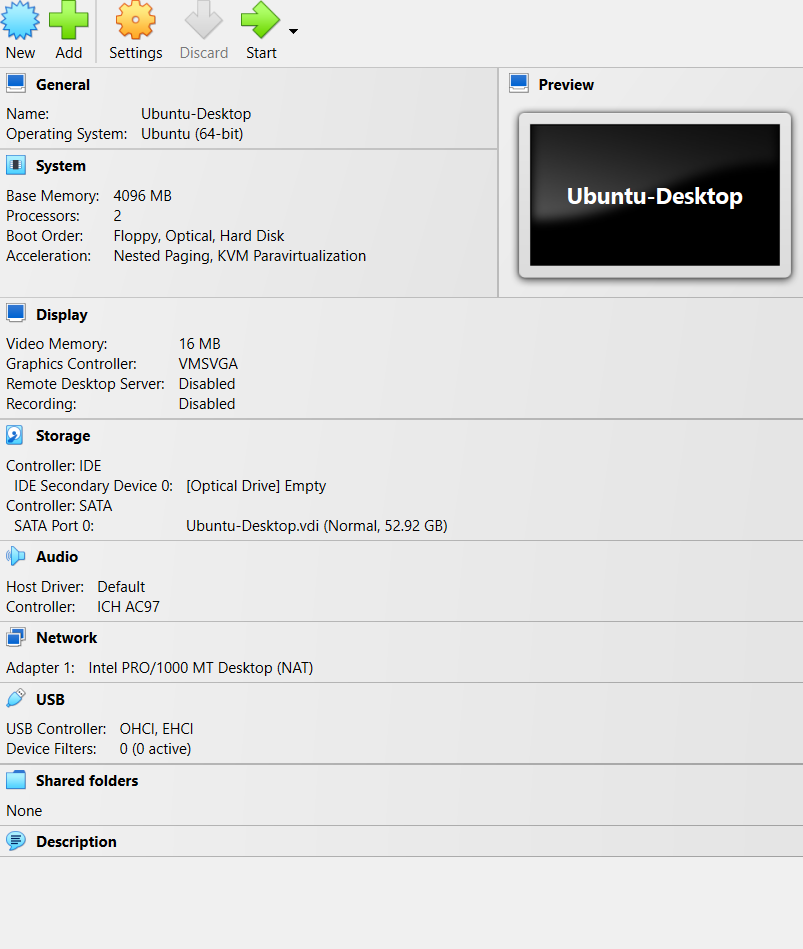 New Add Settings Discard Start
General
Name: Ubuntu-Desktop
Operating System: Ubuntu (64-bit)
System
Base Memory: 4096 MB
Processors: 2
Boot Order: Floppy, Optical, Hard Disk
Acceleration: Nested Paging, KVM Paravirtualization
Preview
Ubuntu-Desktop
Display
Video Memory: 16 MB
Graphics Controller: VMSVGA
Remote Desktop Server: Disabled
Recording: Disabled
Storage
Controller: IDE
IDE Secondary Device 0: [Optical Drive] Empty
Controller: SATA
SATA Port 0: Ubuntu-Desktop.vdi (Normal, 52.92 GB)
Audio
Host Driver: Default
Controller: ICH AC97
Network
Adapter 1: Intel PRO/1000 MT Desktop (NAT)
USB
USB Controller: OHCI, EHCI
Device Filters: 0 (0 active)
Shared folders
None
Description